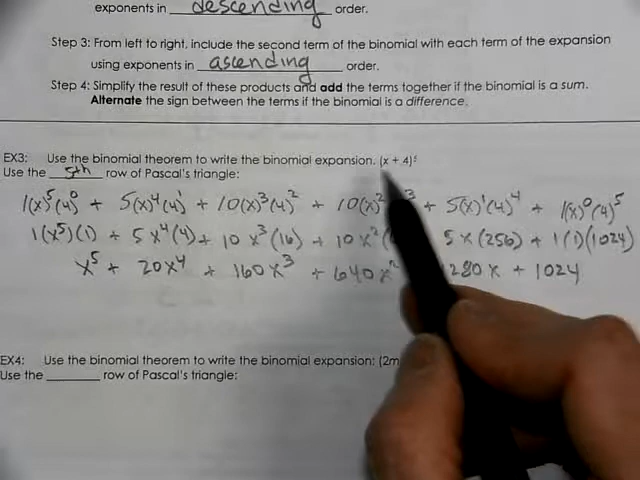 exponents in descending order.
Step 3: From left to right, include the second term of the binomial with each term of the expansion
using exponents in ascending order.
Step 4: Simplify the result of these products and add the terms together if the binomial is a sum.
Alternate the sign between the terms if the binomial is a difference.
EX3: Use the binomial theorem to write the binomial expansion. (x + 4)⁵
Use the 5th row of Pascal's triangle:
1(x)⁵(4)⁰ + 5(x)⁴(4)¹ + 10(x)³(4)² + 10(x)² ³ + 5(x)¹(4)⁴ + 1(x)⁰(4)⁵
1(x⁵)(1) + 5x⁴(4) + 10x³(16) + 10x²( 5x(256) + 1(1)(1024)
x⁵ + 20x⁴ + 160x³ + 640x² 280x + 1024
EX4: Use the binomial theorem to write the binomial expansion: (2m
Use the ______ row of Pascal's triangle: